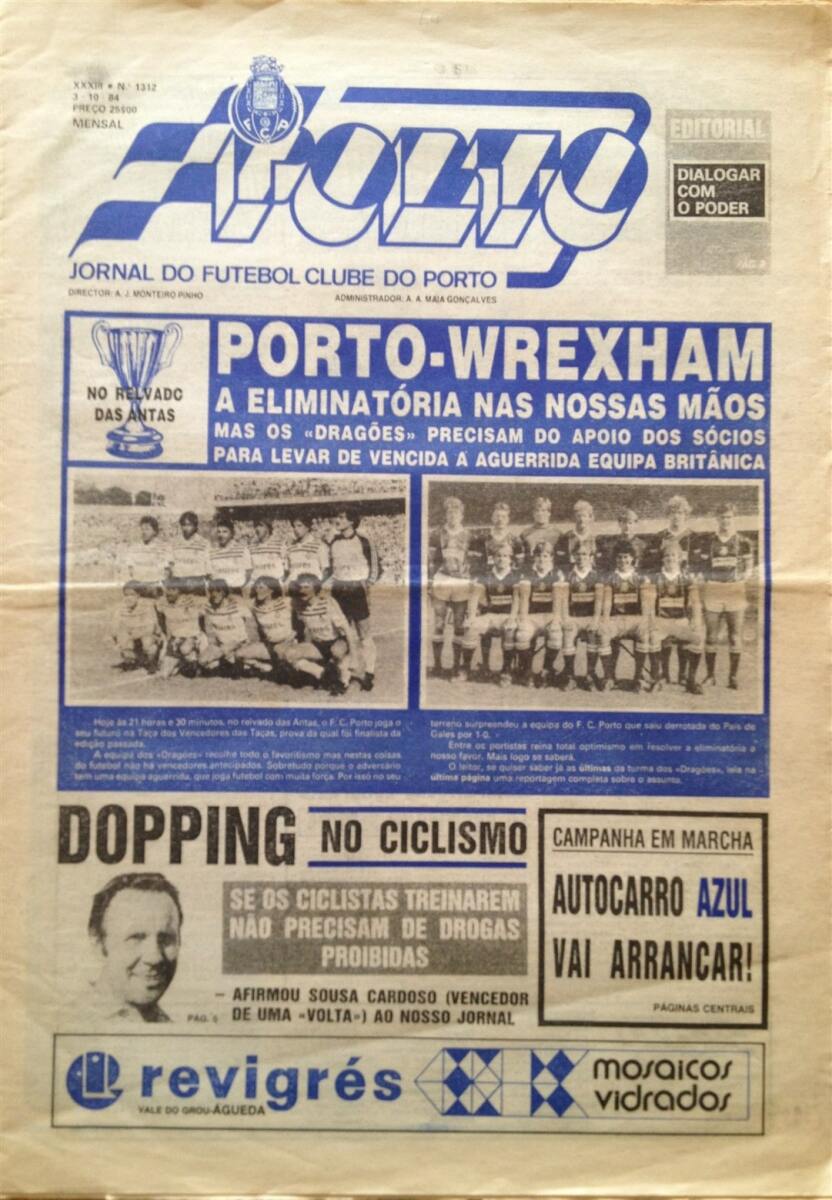 XXXIII • N.º 1312
3 - 10 - 84
PREÇO 25$00
MENSAL
F C P
PORTO
JORNAL DO FUTEBOL CLUBE DO PORTO
DIRECTOR: A. J. MONTEIRO PINHO
ADMINISTRADOR: A. A. MAIA GONÇALVES
EDITORIAL
DIALOGAR
COM
O PODER
NO RELVADO
DAS ANTAS
PORTO-WREXHAM
A ELIMINATÓRIA NAS NOSSAS MÃOS
MAS OS «DRAGÕES» PRECISAM DO APOIO DOS SÓCIOS
PARA LEVAR DE VENCIDA A AGUERRIDA EQUIPA BRITÂNICA
Hoje às 21 horas e 30 minutos, no relvado das Antas, o F. C. Porto joga o
seu futuro na Taça dos Vencedores das Taças, prova da qual foi finalista da
edição passada.
A equipa dos «Dragões» recolhe todo o favoritismo mas nestas coisas
do futebol não há vencedores antecipados. Sobretudo porque o adversário
tem uma equipa aguerrida, que joga futebol com muita força. Por isso no seu
terreno surpreendeu a equipa do F. C. Porto que saiu derrotada do País de
Gales por 1-0.
Entre os portistas reina total optimismo em resolver a eliminatória a
nosso favor. Mais logo se saberá.
O leitor, se quiser saber já as últimas da turma dos «Dragões», leia na
última página uma reportagem completa sobre o assunto.
DOPPING NO CICLISMO
SE OS CICLISTAS TREINAREM
NÃO PRECISAM DE DROGAS
PROIBIDAS
– AFIRMOU SOUSA CARDOSO (VENCEDOR
DE UMA «VOLTA») AO NOSSO JORNAL
PÁG.
CAMPANHA EM MARCHA
AUTOCARRO AZUL
VAI ARRANCAR!
PÁGINAS CENTRAIS
revigrés
VALE DO GROU-ÁGUEDA
mosaicos
vidrados